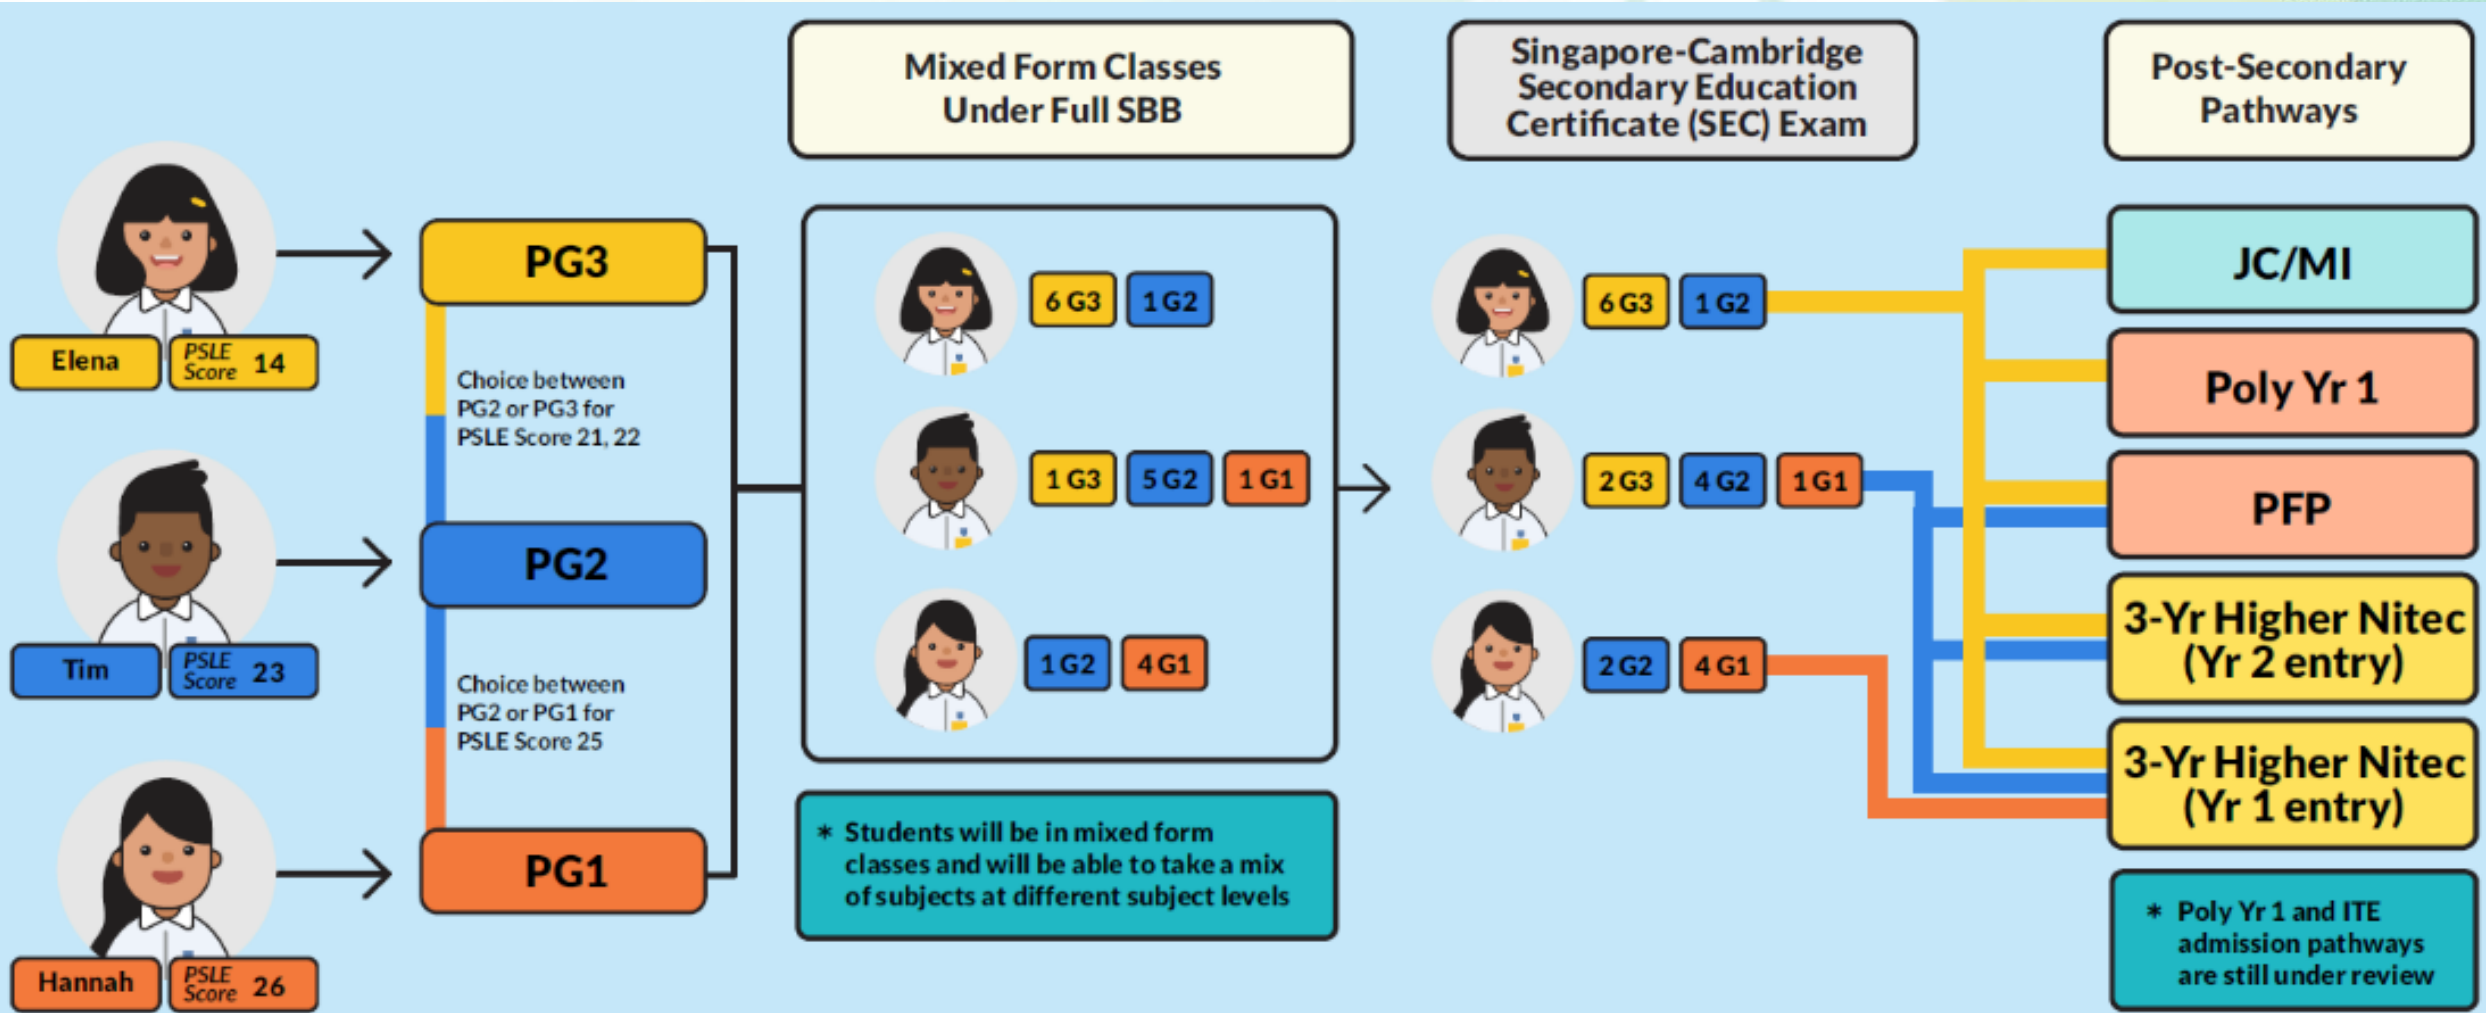 Mixed Form Classes
Under Full SBB
Singapore-Cambridge
Secondary Education
Certificate (SEC) Exam
Post-Secondary
Pathways
Elena
PSLE
Score 14
PG3
Choice between
PG2 or PG3 for
PSLE Score 21, 22
Tim
PSLE
Score 23
PG2
Choice between
PG2 or PG1 for
PSLE Score 25
Hannah
PSLE
Score 26
PG1
6 G3 1 G2
1 G3 5 G2 1 G1
1 G2 4 G1
* Students will be in mixed form
classes and will be able to take a mix
of subjects at different subject levels
6 G3 1 G2
2 G3 4 G2 1 G1
2 G2 4 G1
JC/MI
Poly Yr 1
PFP
3-Yr Higher Nitec
(Yr 2 entry)
3-Yr Higher Nitec
(Yr 1 entry)
* Poly Yr 1 and ITE
admission pathways
are still under review